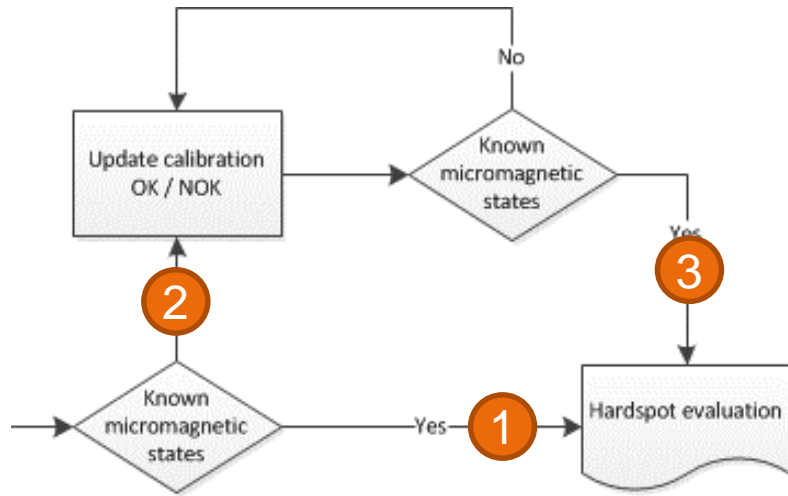 No
Update calibration
OK / NOK
Known
micromagnetic
states
Yes
3
2
Known
micromagnetic
states
Yes
1
Hardspot evaluation